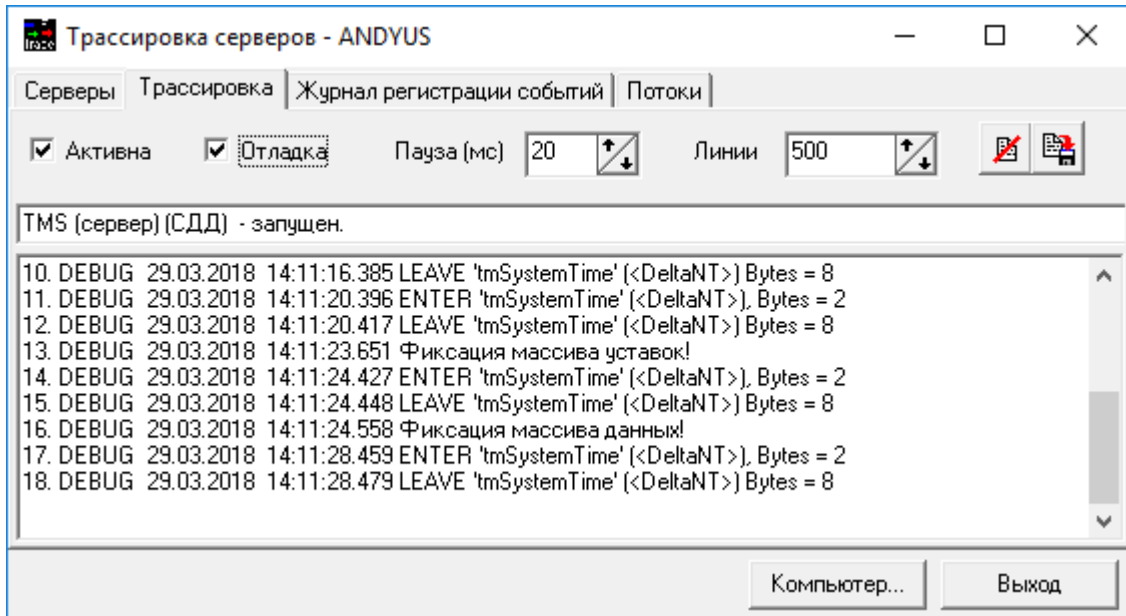 Трассировка серверов - ANDYUS
Серверы Трассировка Журнал регистрации событий Потоки
Активна Отладка Пауза (мс) 20 Линии 500
TMS (сервер) (СДД)  - запущен.
10. DEBUG  29.03.2018  14:11:16.385 LEAVE 'tmSystemTime' (<DeltaNT>) Bytes = 8
11. DEBUG  29.03.2018  14:11:20.396 ENTER 'tmSystemTime' (<DeltaNT>), Bytes = 2
12. DEBUG  29.03.2018  14:11:20.417 LEAVE 'tmSystemTime' (<DeltaNT>) Bytes = 8
13. DEBUG  29.03.2018  14:11:23.651 Фиксация массива уставок!
14. DEBUG  29.03.2018  14:11:24.427 ENTER 'tmSystemTime' (<DeltaNT>), Bytes = 2
15. DEBUG  29.03.2018  14:11:24.448 LEAVE 'tmSystemTime' (<DeltaNT>) Bytes = 8
16. DEBUG  29.03.2018  14:11:24.558 Фиксация массива данных!
17. DEBUG  29.03.2018  14:11:28.459 ENTER 'tmSystemTime' (<DeltaNT>), Bytes = 2
18. DEBUG  29.03.2018  14:11:28.479 LEAVE 'tmSystemTime' (<DeltaNT>) Bytes = 8
Компьютер... Выход